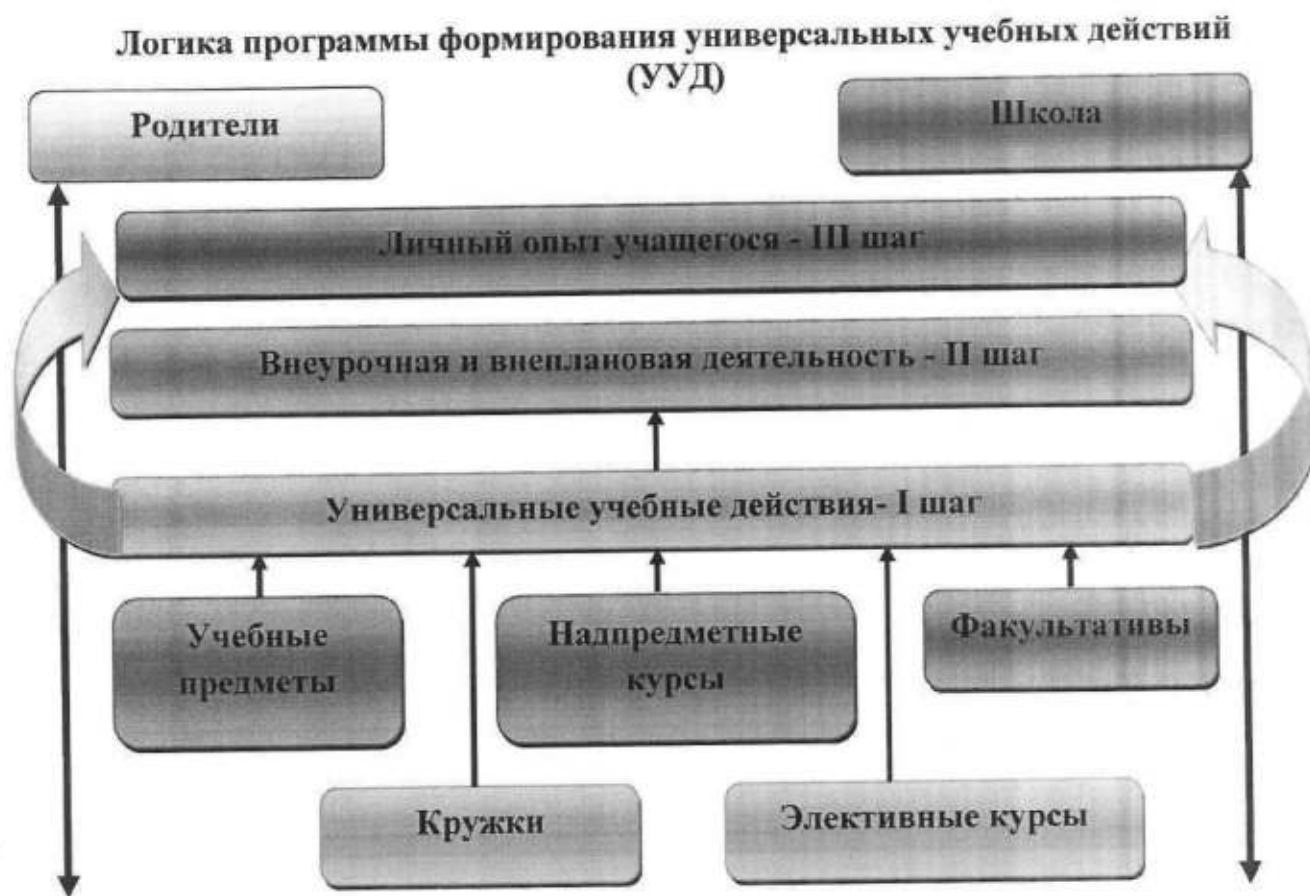 Логика программы формирования универсальных учебных действий
(УУД)
Родители
Школа
Личный опыт учащегося - III шаг
Внеурочная и внеплановая деятельность - II шаг
Универсальные учебные действия- I шаг
Учебные
предметы
Надпредметные
курсы
Факультативы
Кружки
Элективные курсы